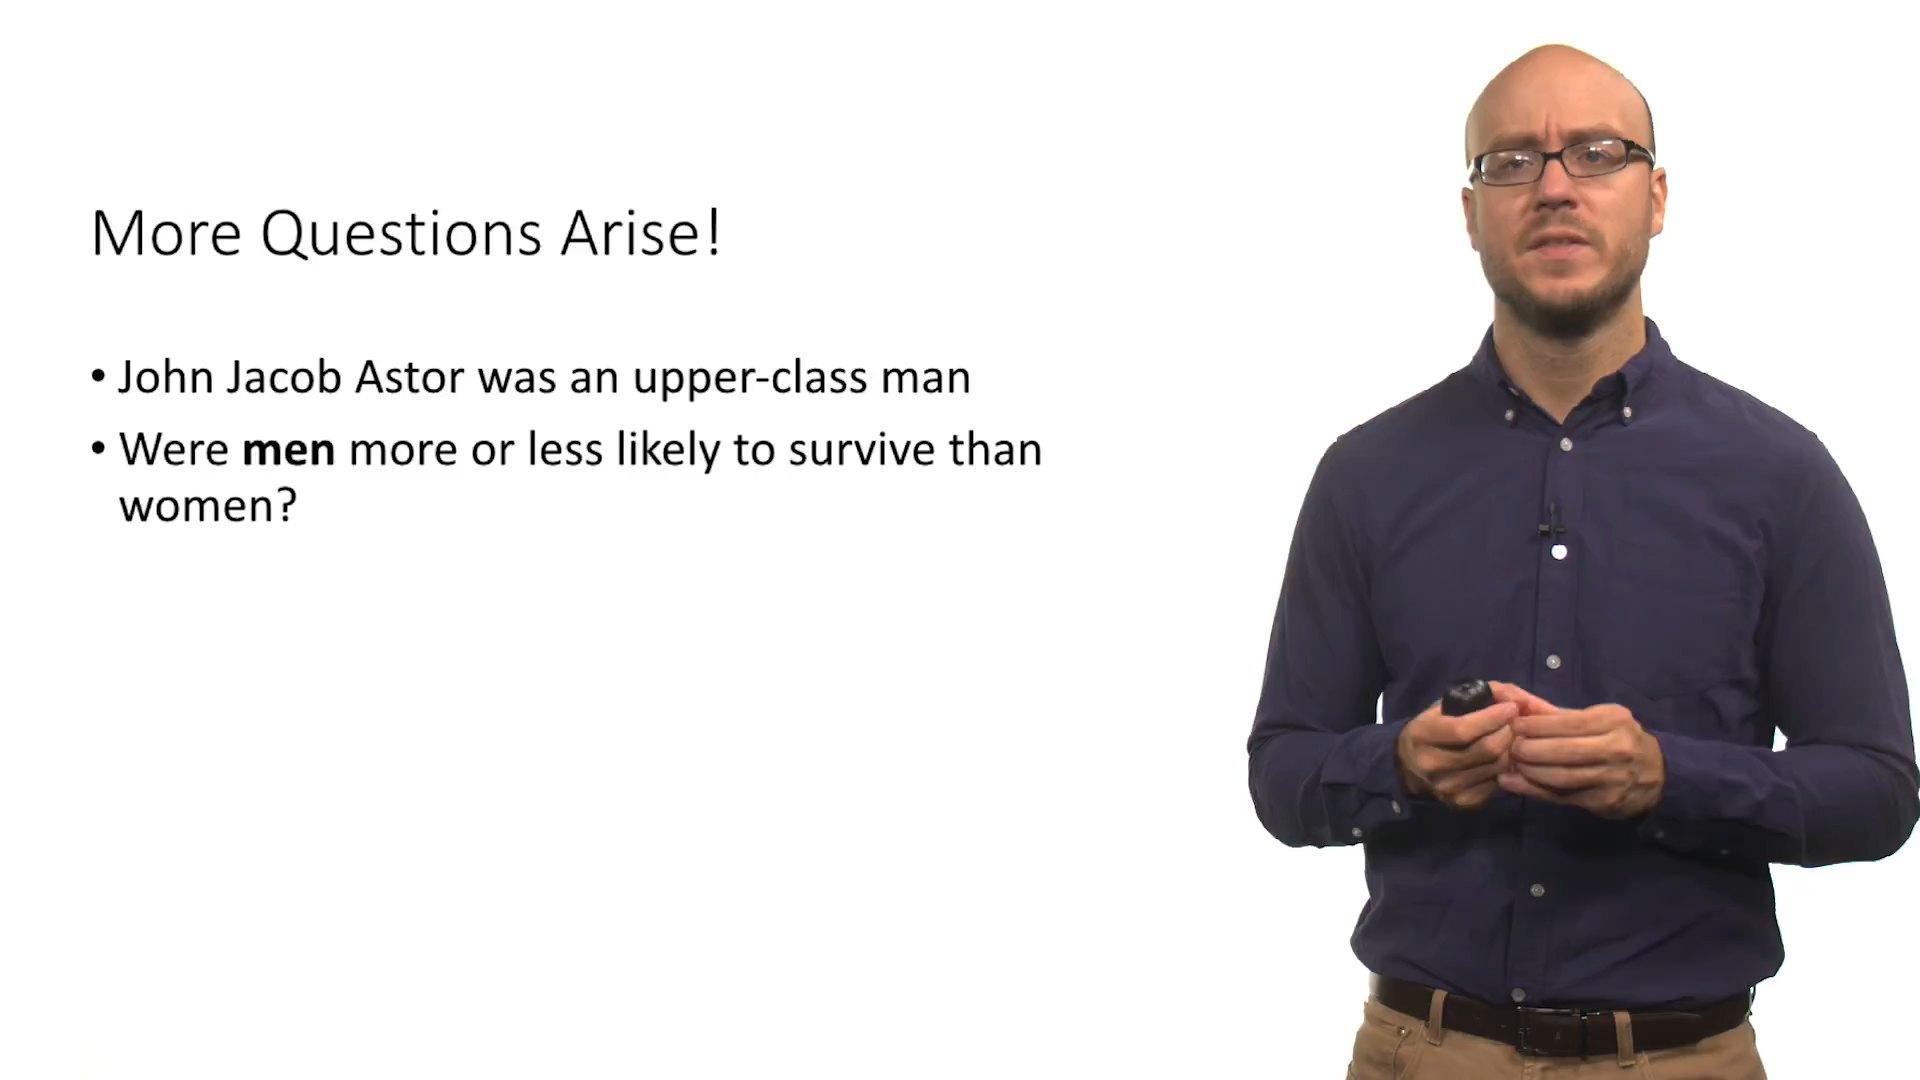 More Questions Arise!
• John Jacob Astor was an upper-class man
• Were men more or less likely to survive than
women?